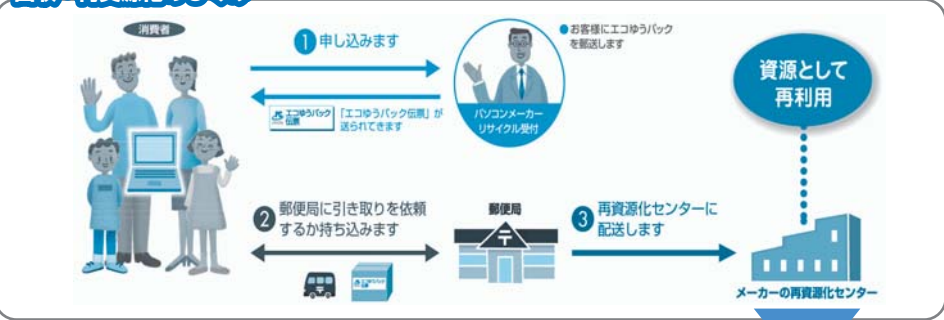 消費者
1 申し込みます
●お客様にエコゆうパック
を郵送します
エコゆうパック
伝票
「エコゆうパック伝票」が
送られてきます
パソコンメーカー
リサイクル受付
資源として
再利用
2 郵便局に引き取りを依頼
するか持ち込みます
郵便局
〒
3 再資源化センターに
配送します
メーカーの再資源化センター